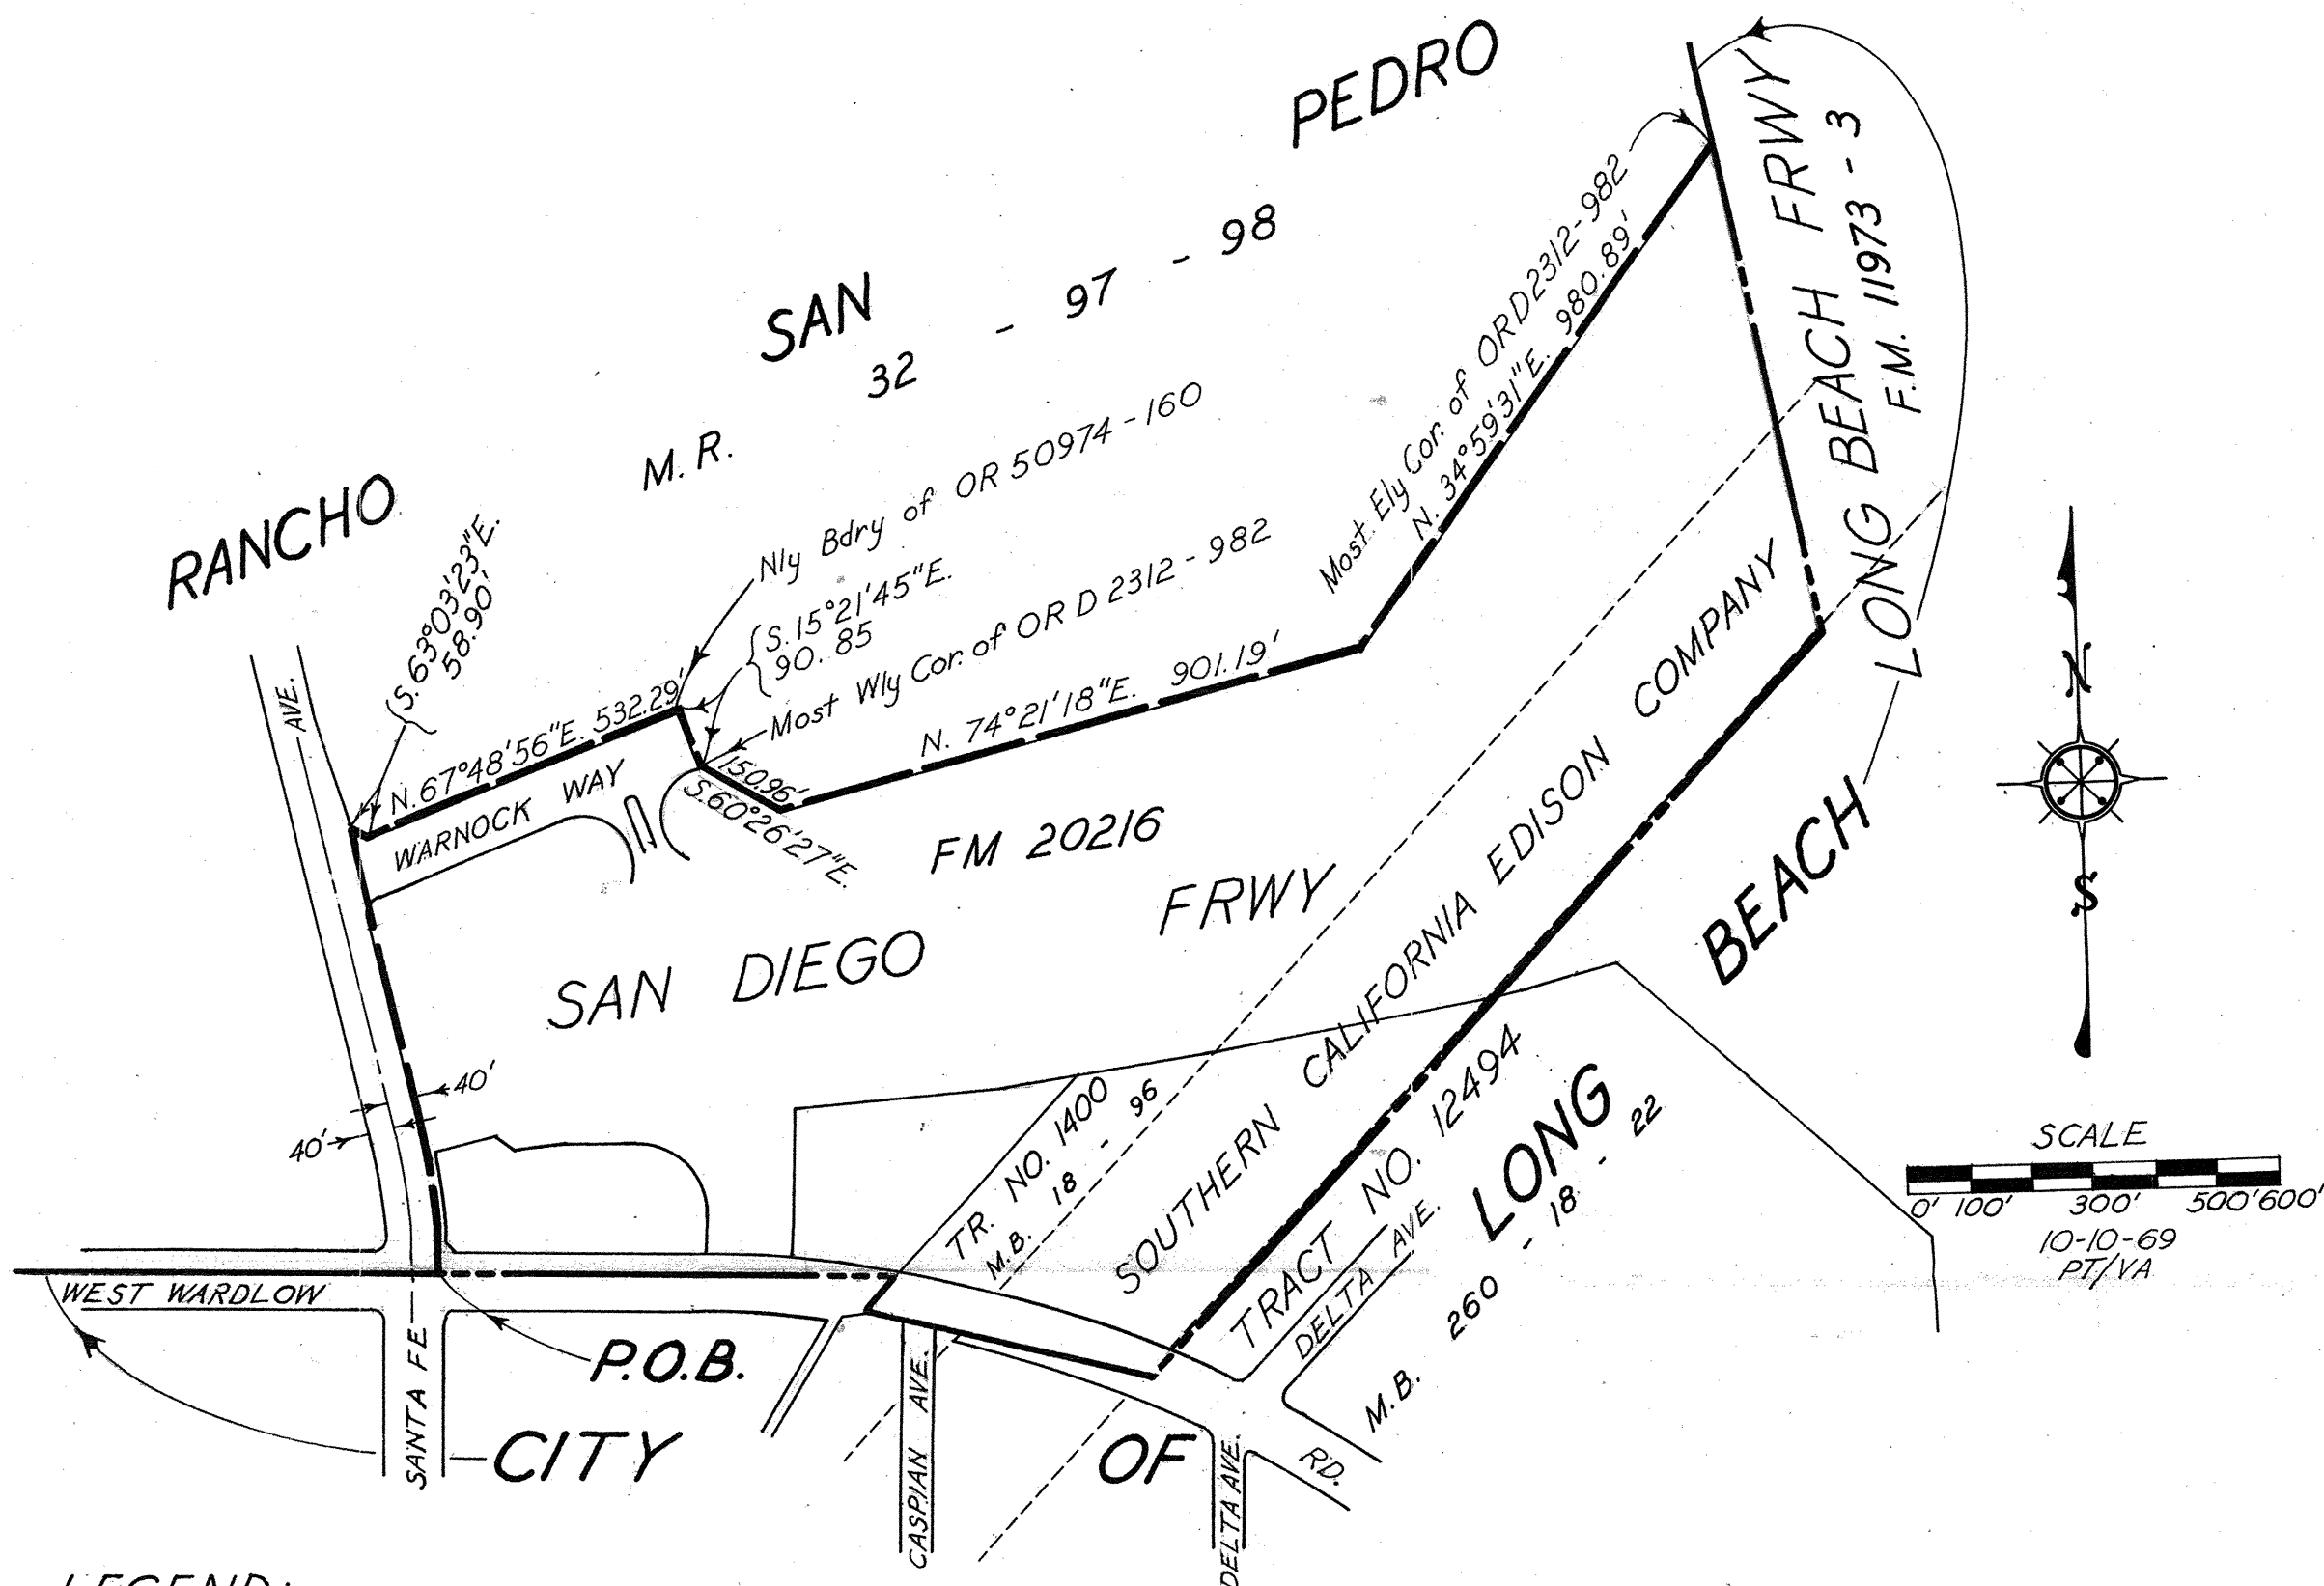 RANCHO
SAN
PEDRO
M. R.
32 - 97 - 98
LONG BEACH FRWY
F.M. 11973 - 3
Most Ely Cor. of ORD2312-982
N. 34°59'31"E. 980.89'
Nly Bdry of OR 50974-160
S. 15°21'45"E.
90.85
Most Wly Cor. of OR D 2312-982
N. 74°21'18"E. 901.19'
S. 63°03'23"E.
58.90'
N. 67°48'56"E. 532.29'
150.96'
S. 60°26'27"E.
AVE.
WARNOCK WAY
FM 20216
SAN DIEGO FRWY
SOUTHERN CALIFORNIA EDISON COMPANY
40'
40'
TR. NO. 1400
M.B. 18 - 96
TRACT NO. 12494
M.B. 260 - 18 - 22
DELTA AVE.
WEST WARDLOW
RD.
P.O.B.
SANTA FE
CASPIAN AVE.
DELTA AVE.
CITY OF LONG BEACH
N
S
SCALE
0' 100' 300' 500' 600'
10-10-69
PT/VA
LEGEND: